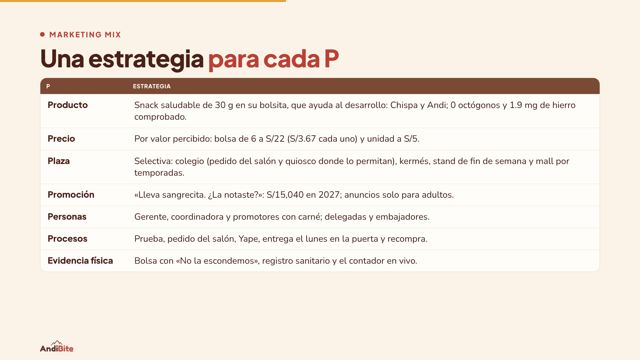 MARKETING MIX
Una estrategia para cada P
P ESTRATEGIA
Producto Snack saludable de 30 g en su bolsita, que ayuda al desarrollo: Chispa y Andi; 0 octógonos y 1.9 mg de hierro
comprobado.
Precio Por valor percibido: bolsa de 6 a S/22 (S/3.67 cada uno) y unidad a S/5.
Plaza Selectiva: colegio (pedido del salón y quiosco donde lo permitan), kermés, stand de fin de semana y mall por
temporadas.
Promoción «Lleva sangrecita. ¿La notaste?»: S/15,040 en 2027; anuncios solo para adultos.
Personas Gerente, coordinadora y promotores con carné; delegadas y embajadores.
Procesos Prueba, pedido del salón, Yape, entrega el lunes en la puerta y recompra.
Evidencia física Bolsa con «No la escondemos», registro sanitario y el contador en vivo.
AndiBite